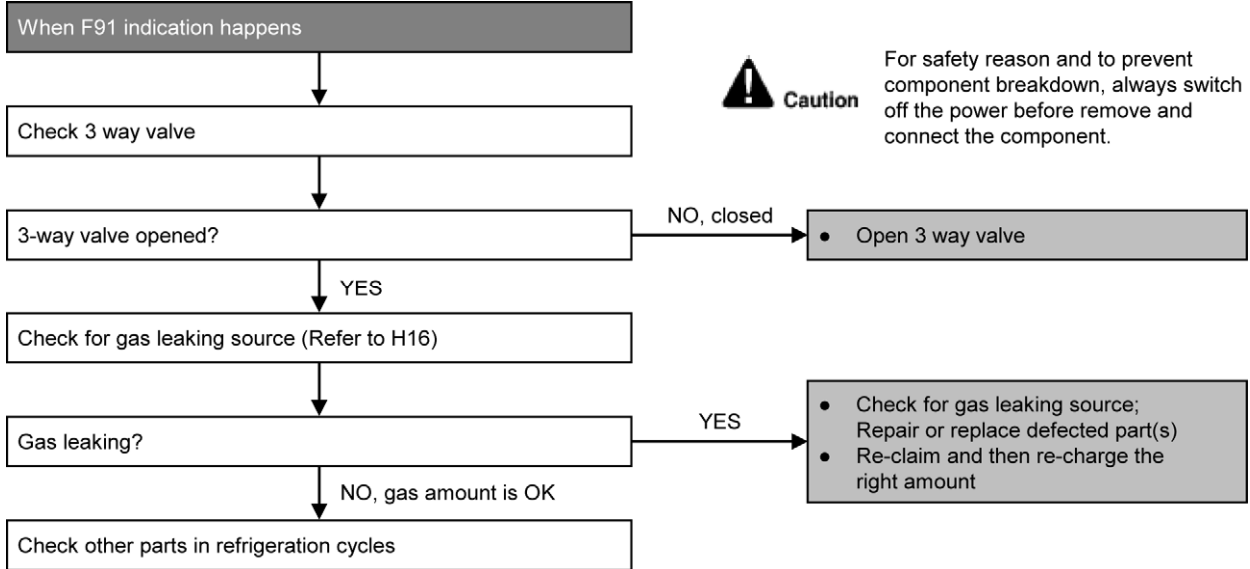 When F91 indication happens
Caution
For safety reason and to prevent
component breakdown, always switch
off the power before remove and
connect the component.
Check 3 way valve
3-way valve opened?
NO, closed
● Open 3 way valve
YES
Check for gas leaking source (Refer to H16)
Gas leaking?
YES
● Check for gas leaking source;
Repair or replace defected part(s)
● Re-claim and then re-charge the
right amount
NO, gas amount is OK
Check other parts in refrigeration cycles